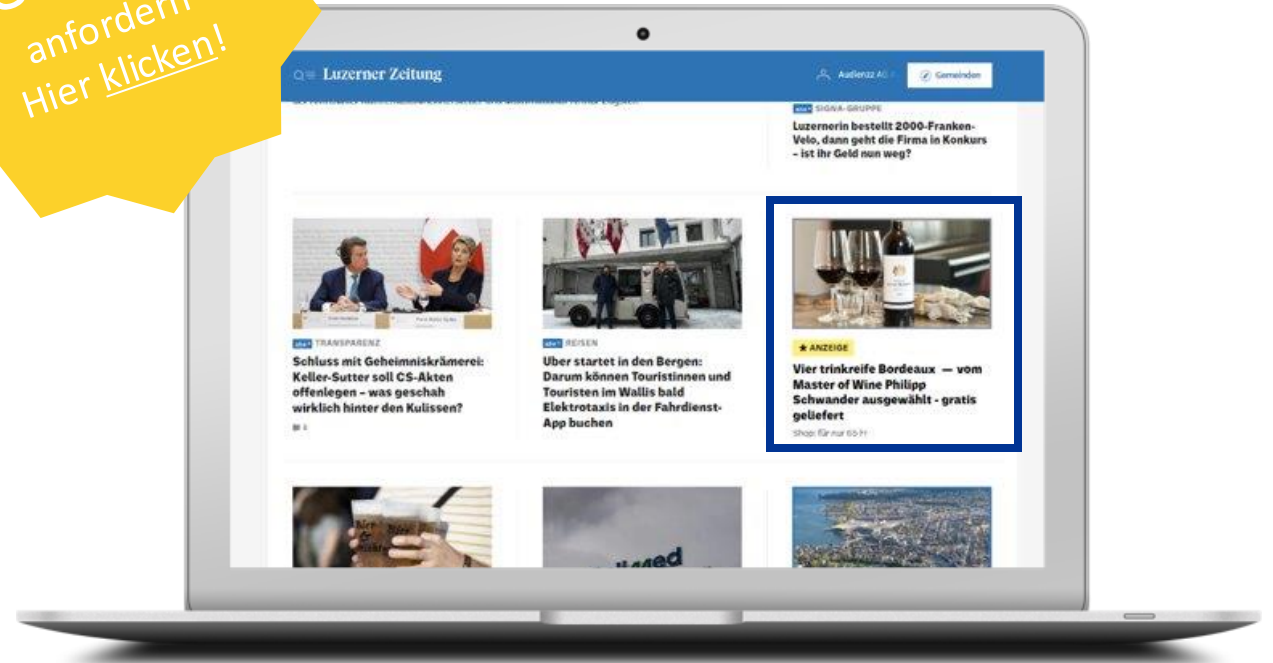 anfordern
Hier klicken!
Luzerner Zeitung
Audienzz AG
Gemeinden
abo+ SIGNA-GRUPPE
Luzernerin bestellt 2000-Franken-
Velo, dann geht die Firma in Konkurs
– ist ihr Geld nun weg?
abo+ TRANSPARENZ
Schluss mit Geheimniskrämerei:
Keller-Sutter soll CS-Akten
offenlegen – was geschah
wirklich hinter den Kulissen?
abo+ REISEN
Uber startet in den Bergen:
Darum können Touristinnen und
Touristen im Wallis bald
Elektrotaxis in der Fahrdienst-
App buchen
★ ANZEIGE
Vier trinkreife Bordeaux — vom
Master of Wine Philipp
Schwander ausgewählt - gratis
geliefert
Shop: für nur